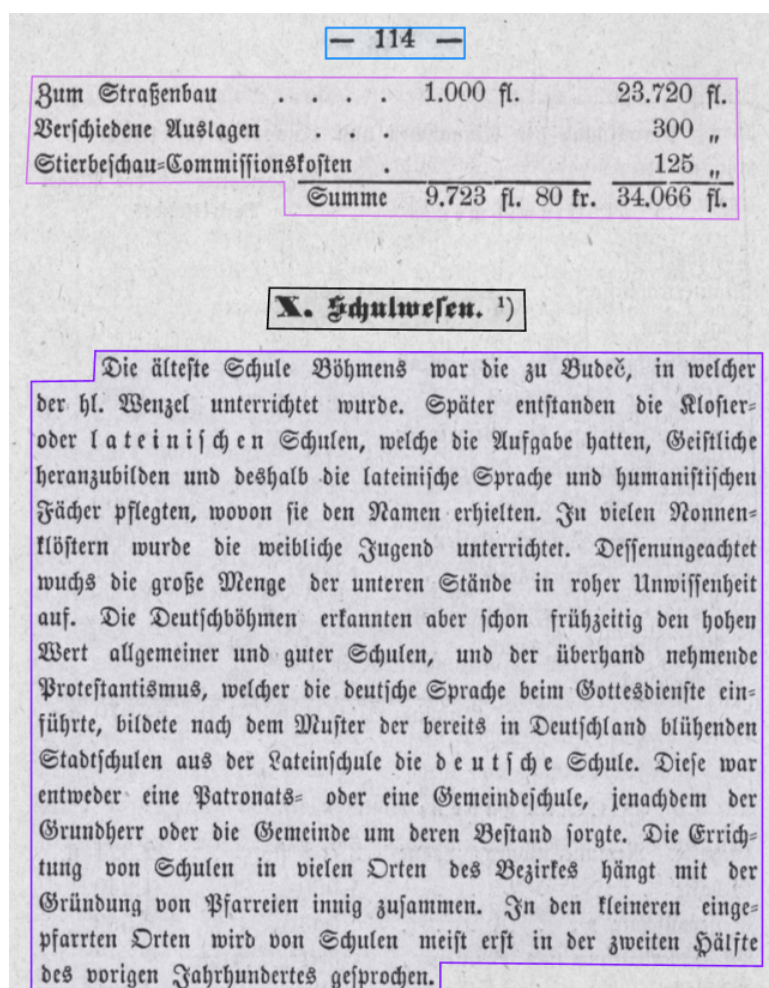 — 114 —
Zum Straßenbau . . . 1.000 fl. 23.720 fl.
Verschiedene Auslagen . . . 300 „
Stierbeschau-Commissionskosten . 125 „
Summe 9.723 fl. 80 kr. 34.066 fl.
X. Schulwesen. ¹)
Die älteste Schule Böhmens war die zu Budeč, in welcher
der hl. Wenzel unterrichtet wurde. Später entstanden die Kloster-
oder lateinischen Schulen, welche die Aufgabe hatten, Geistliche
heranzubilden und deshalb die lateinische Sprache und humanistischen
Fächer pflegten, wovon sie den Namen erhielten. In vielen Nonnen-
klöstern wurde die weibliche Jugend unterrichtet. Dessenungeachtet
wuchs die große Menge der unteren Stände in roher Unwissenheit
auf. Die Deutschböhmen erkannten aber schon frühzeitig den hohen
Wert allgemeiner und guter Schulen, und der überhand nehmende
Protestantismus, welcher die deutsche Sprache beim Gottesdienste ein-
führte, bildete nach dem Muster der bereits in Deutschland blühenden
Stadtschulen aus der Lateinschule die deutsche Schule. Diese war
entweder eine Patronats- oder eine Gemeindeschule, jenachdem der
Grundherr oder die Gemeinde um deren Bestand sorgte. Die Errich-
tung von Schulen in vielen Orten des Bezirkes hängt mit der
Gründung von Pfarreien innig zusammen. In den kleineren einge-
pfarrten Orten wird von Schulen meist erst in der zweiten Hälfte
des vorigen Jahrhundertes gesprochen.